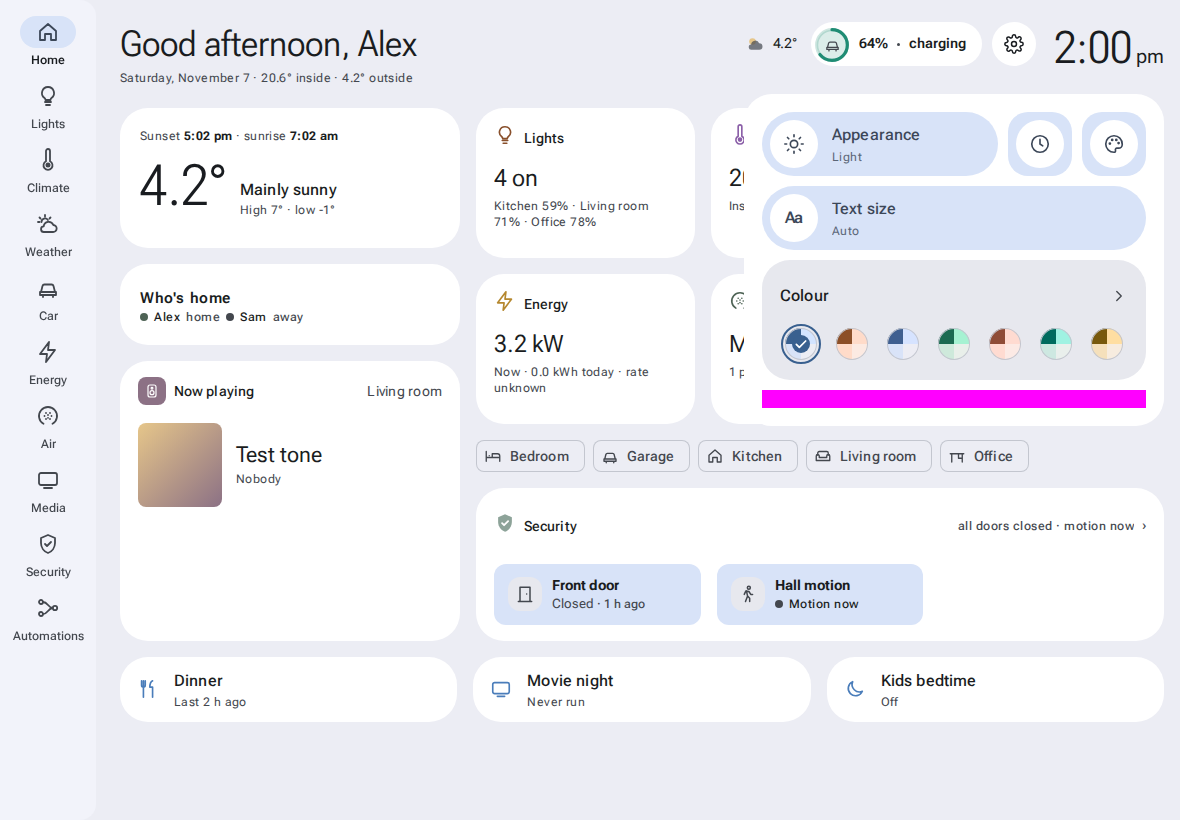 Home
Lights
Climate
Weather
Car
Energy
Air
Media
Security
Automations
Good afternoon, Alex
Saturday, November 7 · 20.6° inside · 4.2° outside
4.2°
64% · charging
2:00 pm
Sunset 5:02 pm · sunrise 7:02 am
4.2°
Mainly sunny
High 7° · low -1°
Who's home
Alex home Sam away
Now playing
Living room
Test tone
Nobody
Lights
4 on
Kitchen 59% · Living room
71% · Office 78%
Energy
3.2 kW
Now · 0.0 kWh today · rate
unknown
Appearance
Light
Aa
Text size
Auto
Colour
Bedroom
Garage
Kitchen
Living room
Office
Security
all doors closed · motion now ›
Front door
Closed · 1 h ago
Hall motion
Motion now
Dinner
Last 2 h ago
Movie night
Never run
Kids bedtime
Off